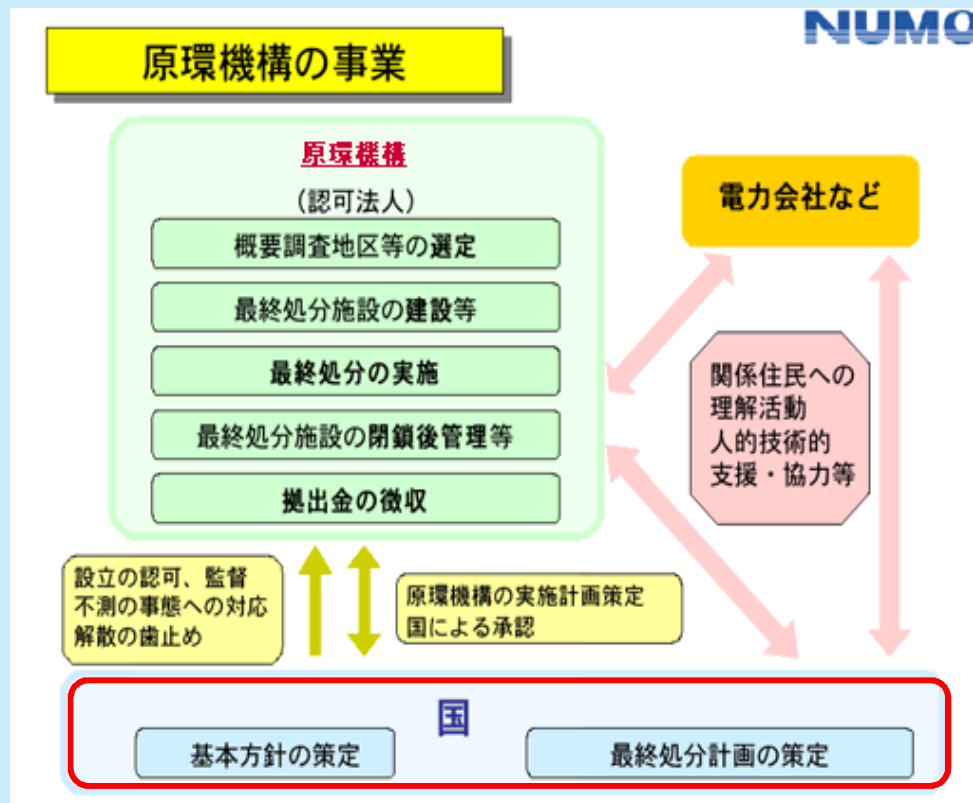 NUMO
原環機構の事業
原環機構
(認可法人)
概要調査地区等の選定
最終処分施設の建設等
最終処分の実施
最終処分施設の閉鎖後管理等
拠出金の徴収
電力会社など
関係住民への
理解活動
人的技術的
支援・協力等
設立の認可、監督
不測の事態への対応
解散の歯止め
原環機構の実施計画策定
国による承認
国
基本方針の策定
最終処分計画の策定